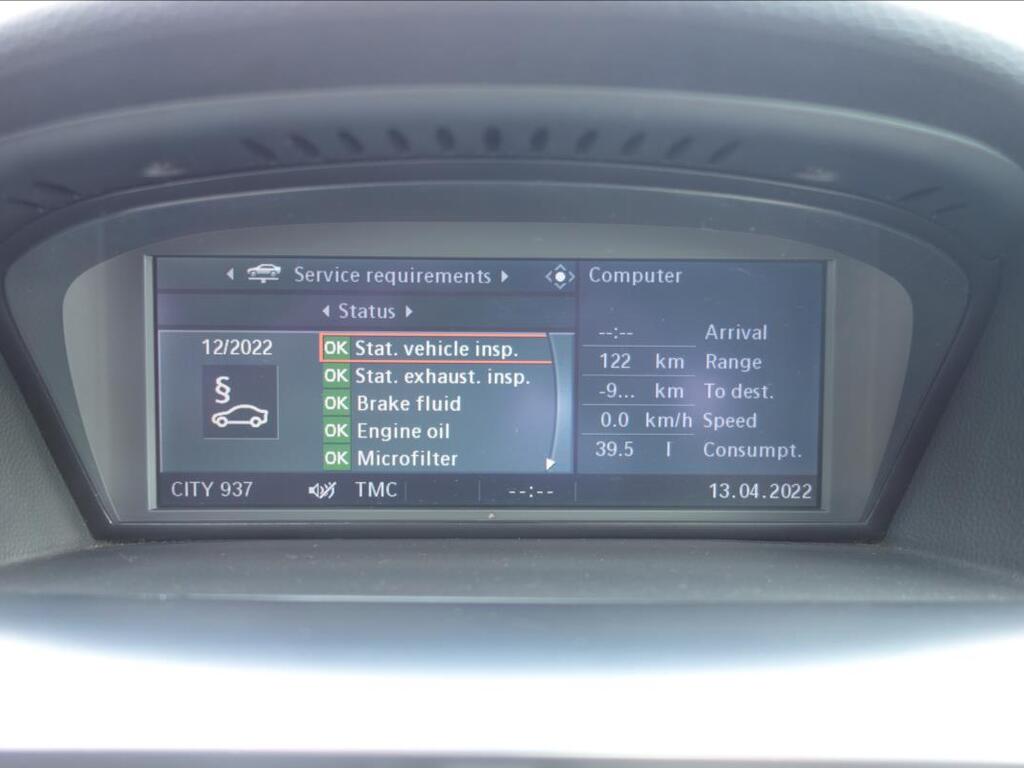 Service requirements
Status
12/2022
§
OK Stat. vehicle insp.
OK Stat. exhaust. insp.
OK Brake fluid
OK Engine oil
OK Microfilter
Computer
--:-- Arrival
122 km Range
-9... km To dest.
0.0 km/h Speed
39.5 l Consumpt.
CITY 937 TMC --:-- 13.04.2022